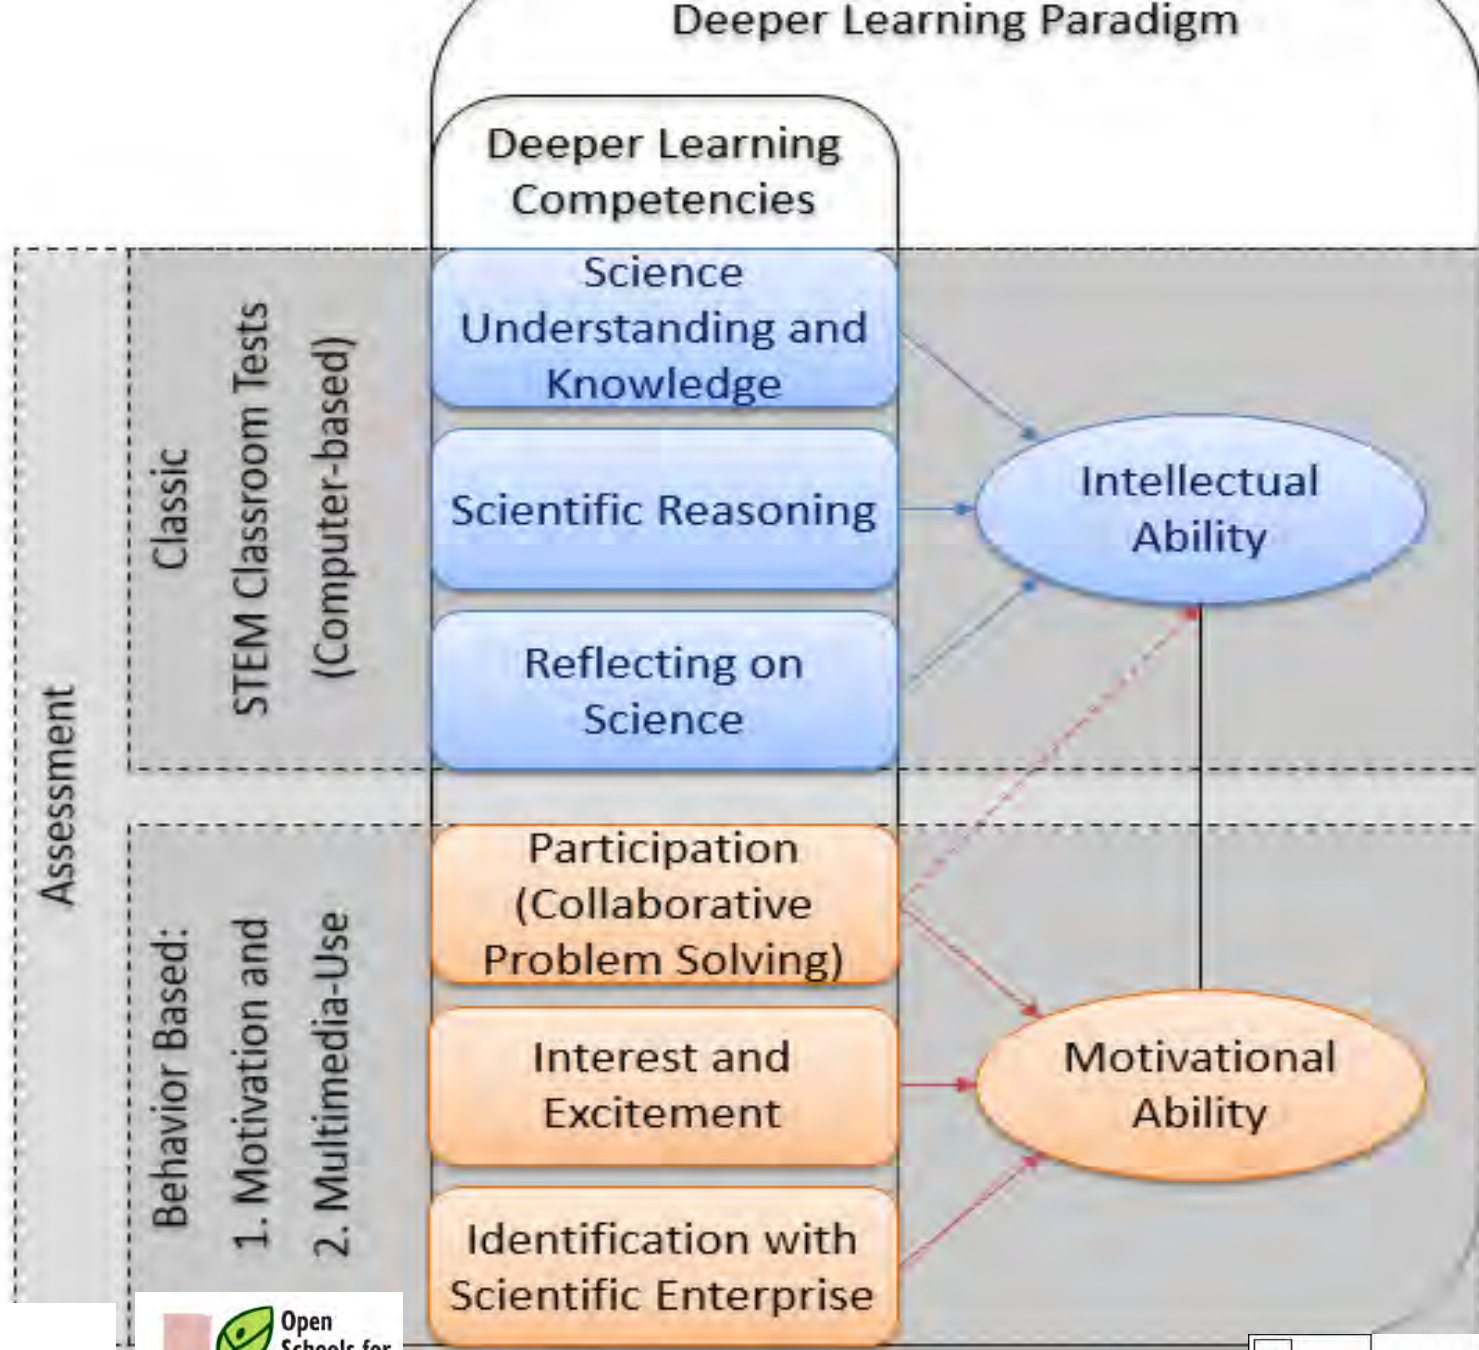 Deeper Learning Paradigm
Deeper Learning
Competencies
Assessment
Classic
STEM Classroom Tests
(Computer-based)
Science
Understanding and
Knowledge
Scientific Reasoning
Reflecting on
Science
Intellectual
Ability
Behavior Based:
1. Motivation and
2. Multimedia-Use
Participation
(Collaborative
Problem Solving)
Interest and
Excitement
Identification with
Scientific Enterprise
Motivational
Ability
Open
Schools for